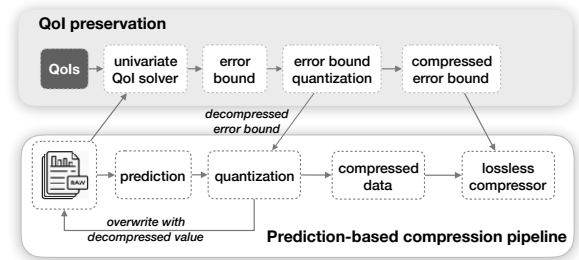 QoI preservation
QoIs
univariate
QoI solver
error
bound
error bound
quantization
compressed
error bound
decompressed
error bound
RAW
prediction
quantization
compressed
data
lossless
compressor
overwrite with
decompressed value
Prediction-based compression pipeline